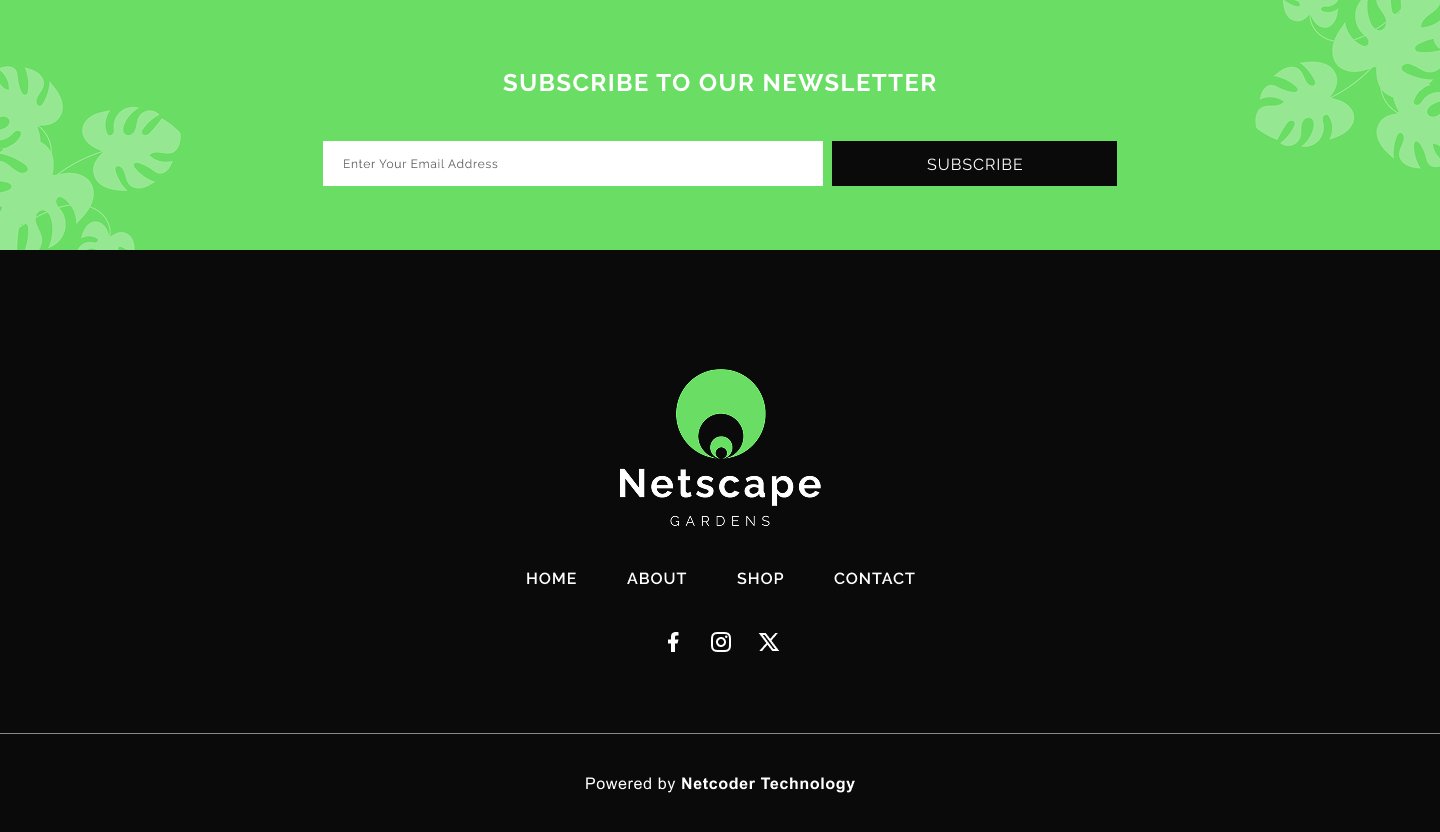 SUBSCRIBE TO OUR NEWSLETTER
Enter Your Email Address
SUBSCRIBE
Netscape
GARDENS
HOME ABOUT SHOP CONTACT
Powered by Netcoder Technology